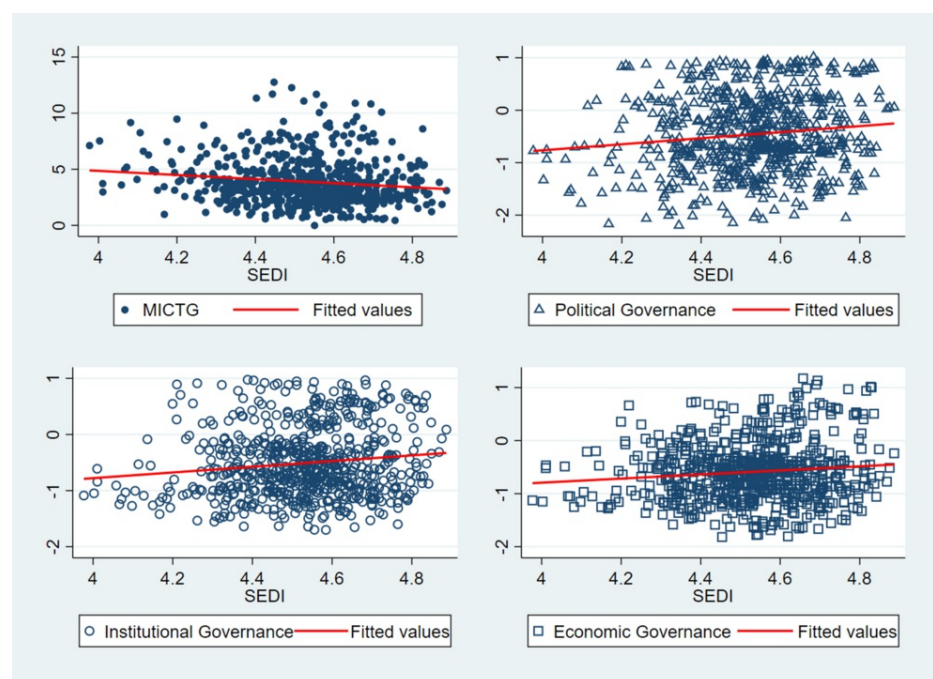 15
10
5
0
4 4.2 4.4 4.6 4.8
SEDI
MICTG Fitted values
1
0
-1
-2
4 4.2 4.4 4.6 4.8
SEDI
Political Governance Fitted values
1
0
-1
-2
4 4.2 4.4 4.6 4.8
SEDI
Institutional Governance Fitted values
1
0
-1
-2
4 4.2 4.4 4.6 4.8
SEDI
Economic Governance Fitted values